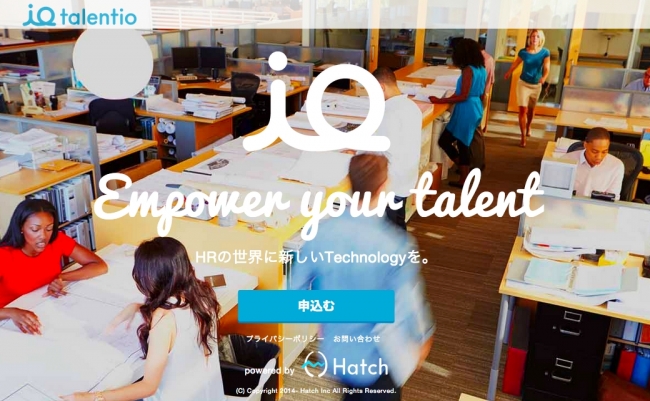 talentio
Empower your talent
HRの世界に新しいTechnologyを。
申込む
プライバシーポリシー お問い合わせ
powered by Hatch
(C) Copyright 2014- Hatch Inc All Rights Reserved.